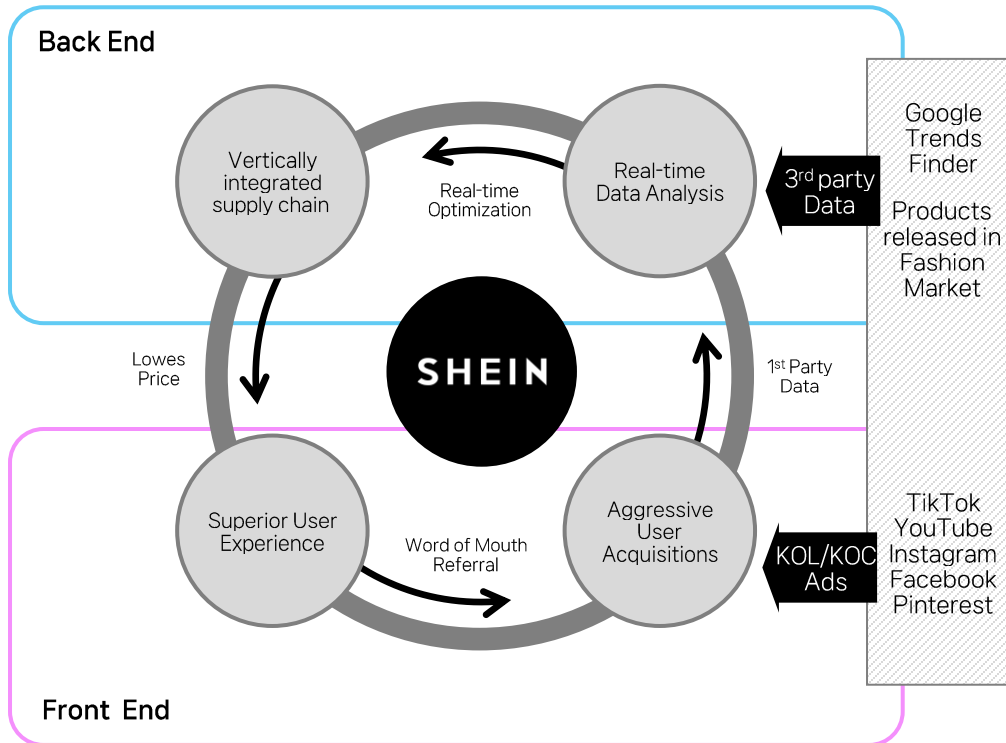 Back End
Vertically
integrated
supply chain
Real-time
Optimization
Real-time
Data Analysis
3rd party
Data
Google
Trends
Finder
Products
released in
Fashion
Market
Lowes
Price
SHEIN
1st Party
Data
Superior User
Experience
Word of Mouth
Referral
Aggressive
User
Acquisitions
KOL/KOC
Ads
TikTok
YouTube
Instagram
Facebook
Pinterest
Front End